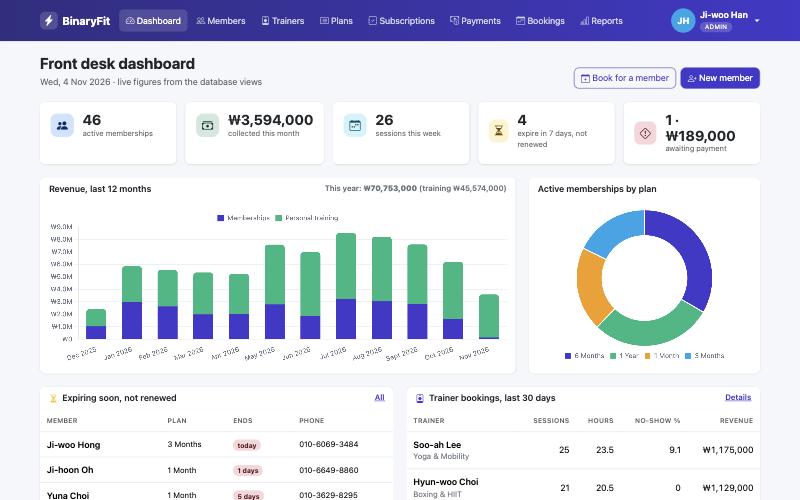 BinaryFit Dashboard Members Trainers Plans Subscriptions Payments Bookings Reports JH Ji-woo Han
ADMIN
Front desk dashboard
Wed, 4 Nov 2026 · live figures from the database views
Book for a member New member
46
active memberships
₩3,594,000
collected this month
26
sessions this week
4
expire in 7 days, not
renewed
1 ·
₩189,000
awaiting payment
Revenue, last 12 months
This year: ₩70,753,000 (training ₩45,574,000)
Memberships Personal training
₩9.0M
₩8.0M
₩7.0M
₩6.0M
₩5.0M
₩4.0M
₩3.0M
₩2.0M
₩1.0M
₩0
Dec 2025 Jan 2026 Feb 2026 Mar 2026 Apr 2026 May 2026 Jun 2026 Jul 2026 Aug 2026 Sept 2026 Oct 2026 Nov 2026
Active memberships by plan
6 Months 1 Year 1 Month 3 Months
Expiring soon, not renewed All
MEMBER PLAN ENDS PHONE
Ji-woo Hong 3 Months today 010-6069-3484
Ji-hoon Oh 1 Month 1 days 010-6649-8860
Yuna Choi 1 Month 5 days 010-3629-8295
Trainer bookings, last 30 days Details
TRAINER SESSIONS HOURS NO-SHOW % REVENUE
Soo-ah Lee 25 23.5 9.1 ₩1,175,000
Yoga & Mobility
Hyun-woo Choi 21 20.5 0 ₩1,129,000
Boxing & HIIT